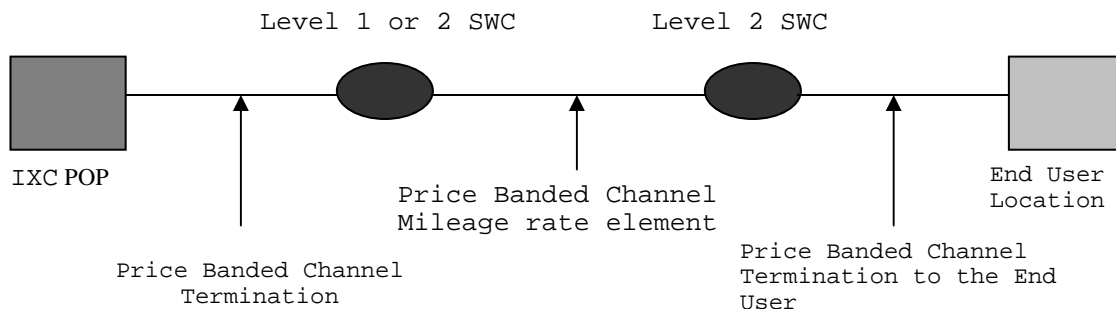 Level 1 or 2 SWC
Level 2 SWC
IXC POP
End User
Location
Price Banded Channel
Mileage rate element
Price Banded Channel
Termination
Price Banded Channel
Termination to the End
User